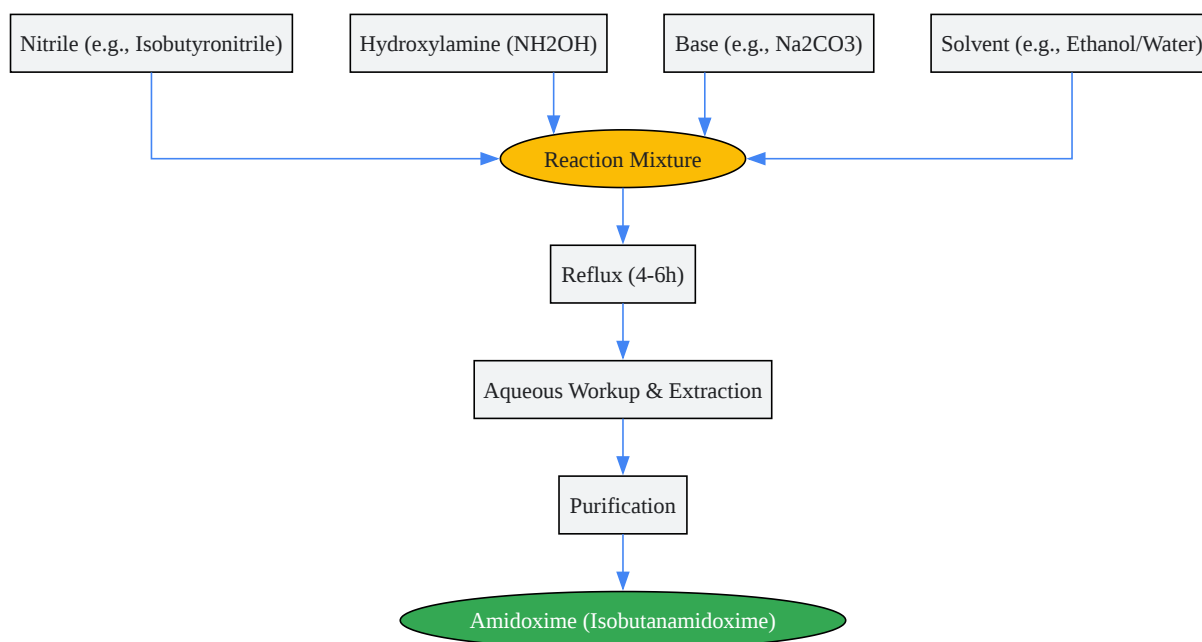 Nitrile (e.g., Isobutyronitrile)
Hydroxylamine (NH2OH)
Base (e.g., Na2CO3)
Solvent (e.g., Ethanol/Water)
Reaction Mixture
Reflux (4-6h)
Aqueous Workup & Extraction
Purification
Amidoxime (Isobutanamidoxime)